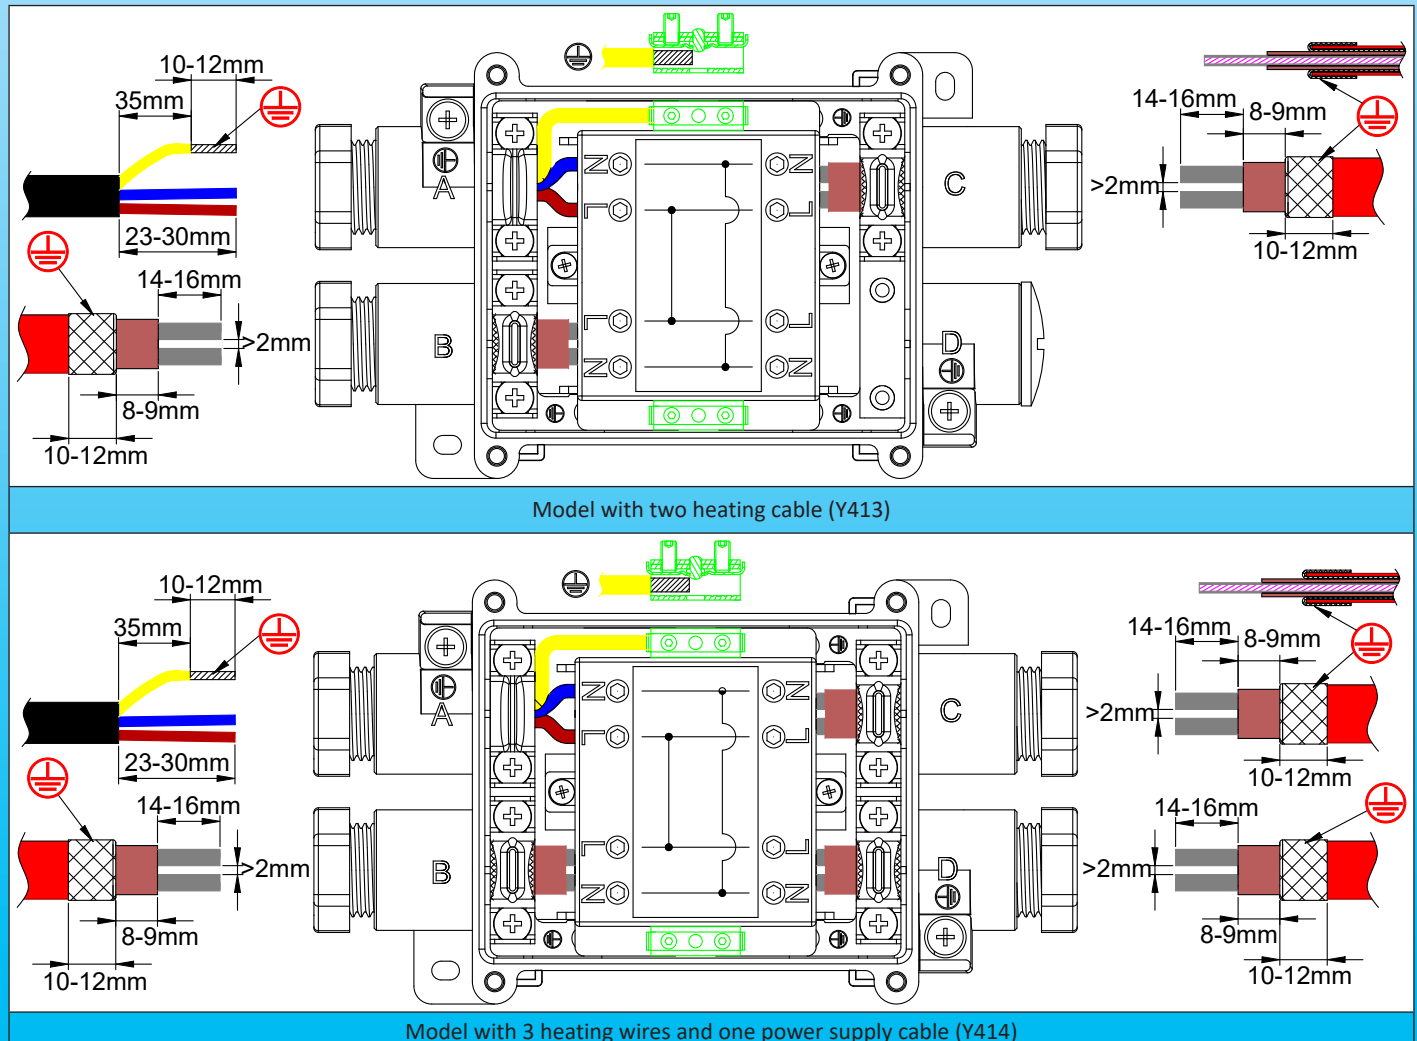 10-12mm
35mm
23-30mm
14-16mm
>2mm
8-9mm
10-12mm
A
B
C
D
N
L
L
N
N
L
L
N
14-16mm
8-9mm
>2mm
10-12mm
Model with two heating cable (Y413)
10-12mm
35mm
23-30mm
14-16mm
>2mm
8-9mm
10-12mm
A
B
C
D
N
L
L
N
N
L
L
N
14-16mm
8-9mm
>2mm
10-12mm
14-16mm
>2mm
8-9mm
10-12mm
Model with 3 heating wires and one power supply cable (Y414)